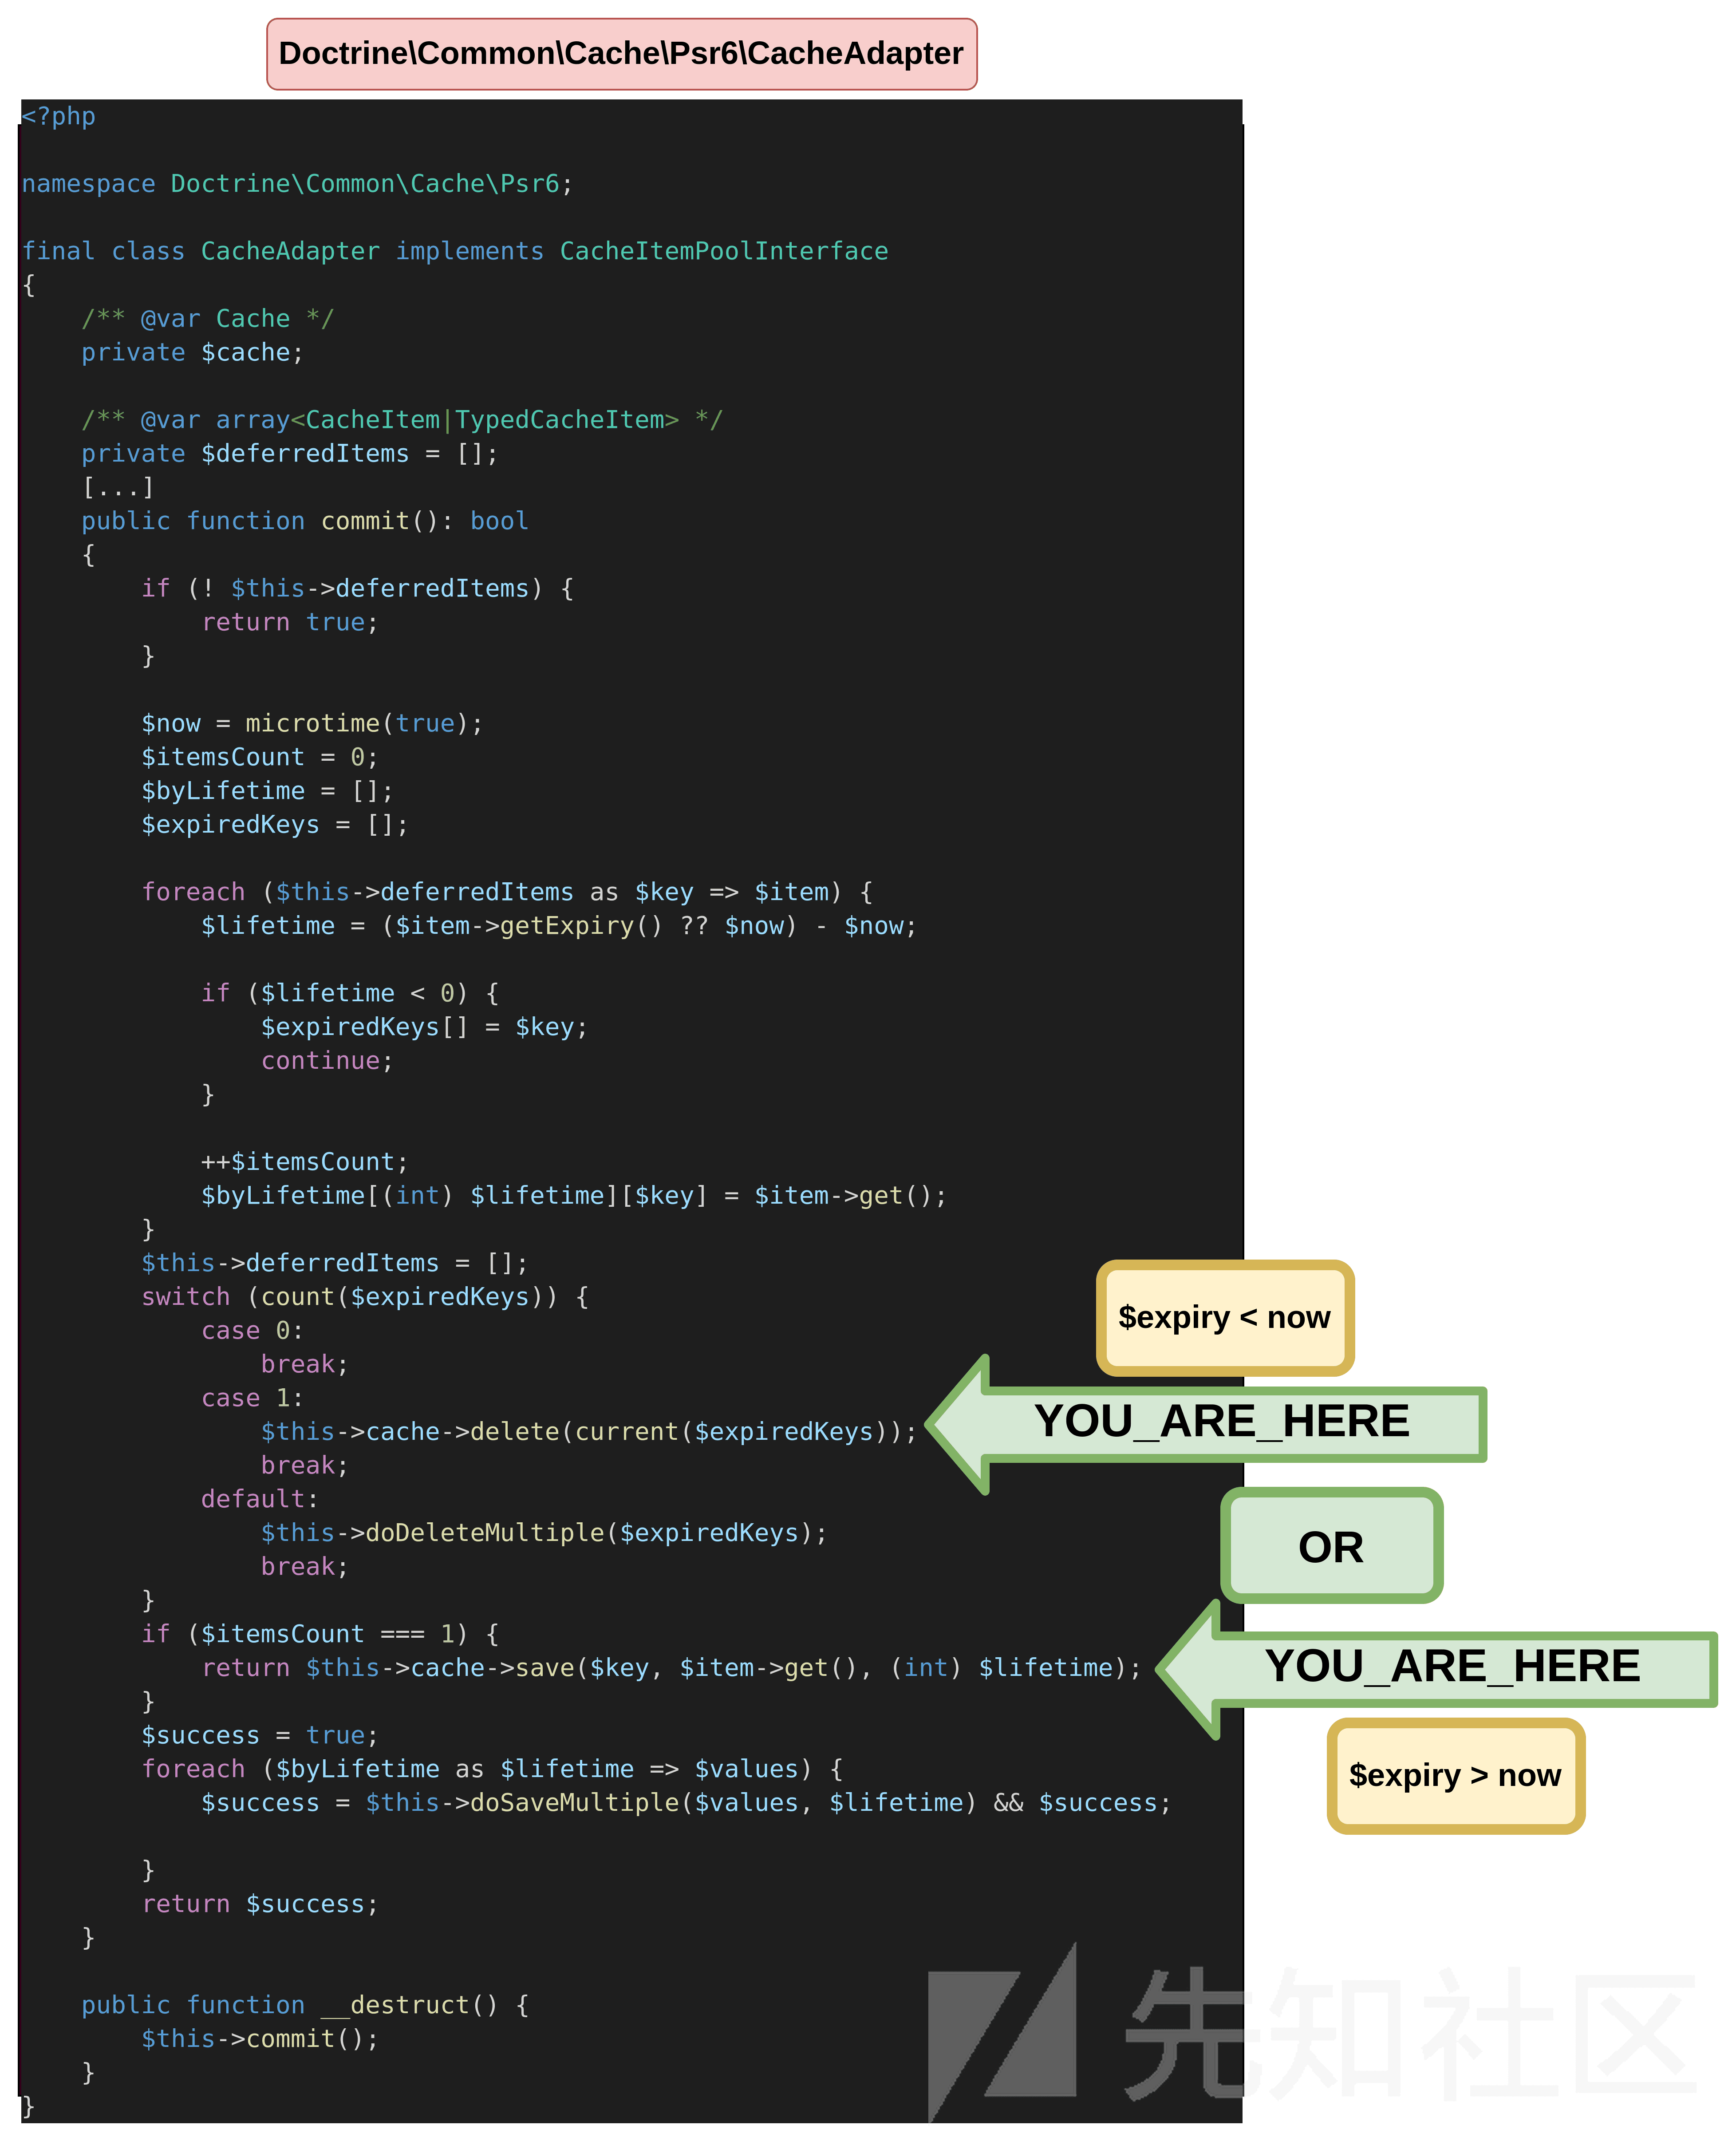 Doctrine\Common\Cache\Psr6\CacheAdapter
<?php
namespace Doctrine\Common\Cache\Psr6;
final class CacheAdapter implements CacheItemPoolInterface
{
    /** @var Cache */
    private $cache;
    /** @var array<CacheItem|TypedCacheItem> */
    private $deferredItems = [];
    [...]
    public function commit(): bool
    {
        if (! $this->deferredItems) {
            return true;
        }
        $now = microtime(true);
        $itemsCount = 0;
        $byLifetime = [];
        $expiredKeys = [];
        foreach ($this->deferredItems as $key => $item) {
            $lifetime = ($item->getExpiry() ?? $now) - $now;
            if ($lifetime < 0) {
                $expiredKeys[] = $key;
                continue;
            }
            ++$itemsCount;
            $byLifetime[(int) $lifetime][$key] = $item->get();
        }
        $this->deferredItems = [];
        switch (count($expiredKeys)) {
            case 0:
                break;
            case 1:
                $this->cache->delete(current($expiredKeys));
                break;
            default:
                $this->doDeleteMultiple($expiredKeys);
                break;
        }
        if ($itemsCount === 1) {
            return $this->cache->save($key, $item->get(), (int) $lifetime);
        }
        $success = true;
        foreach ($byLifetime as $lifetime => $values) {
            $success = $this->doSaveMultiple($values, $lifetime) && $success;
        }
        return $success;
    }
    public function __destruct() {
        $this->commit();
    }
}
$expiry < now
YOU_ARE_HERE
OR
YOU_ARE_HERE
$expiry > now
先知社区